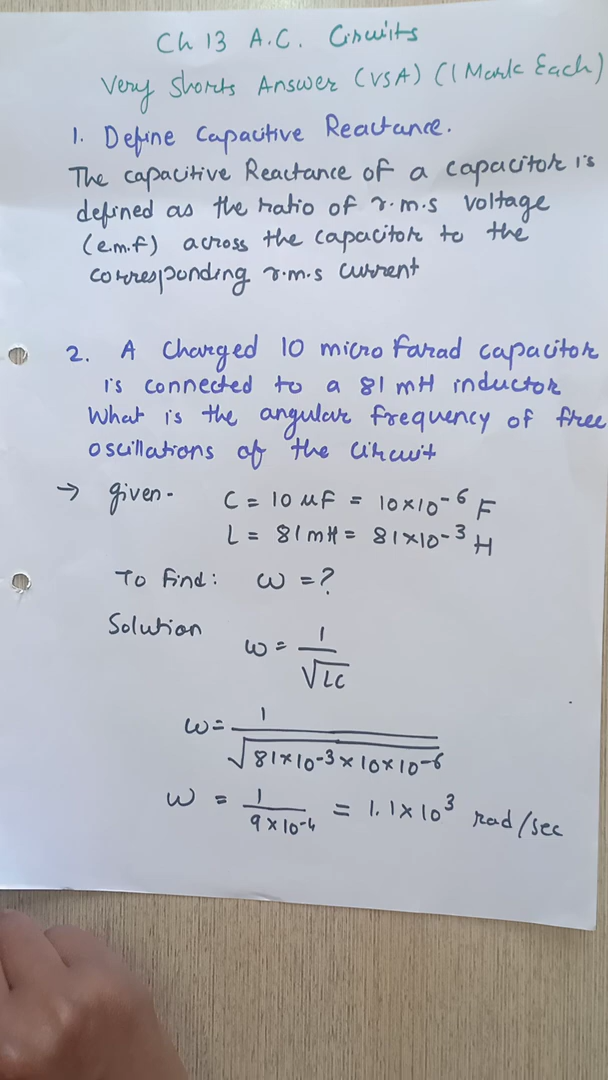 Ch 13 A.C. Circuits
Very Shorts Answer (VSA) (1 Mark Each)
1. Define Capacitive Reactance.
The capacitive Reactance of a capacitor is
defined as the ratio of r.m.s voltage
(e.m.f) across the capacitor to the
corresponding r.m.s current
2. A Charged 10 micro farad capacitor
is connected to a 81 mH inductor
What is the angular frequency of free
oscillations of the circuit
→ given- C = 10 μF = 10×10-⁶ F
L = 81mH = 81×10-³ H
To Find: ω = ?
Solution
ω = 1/√LC
ω = 1/√81×10-3×10×10-6
ω = 1/9×10-4 = 1.1×10³ rad/sec